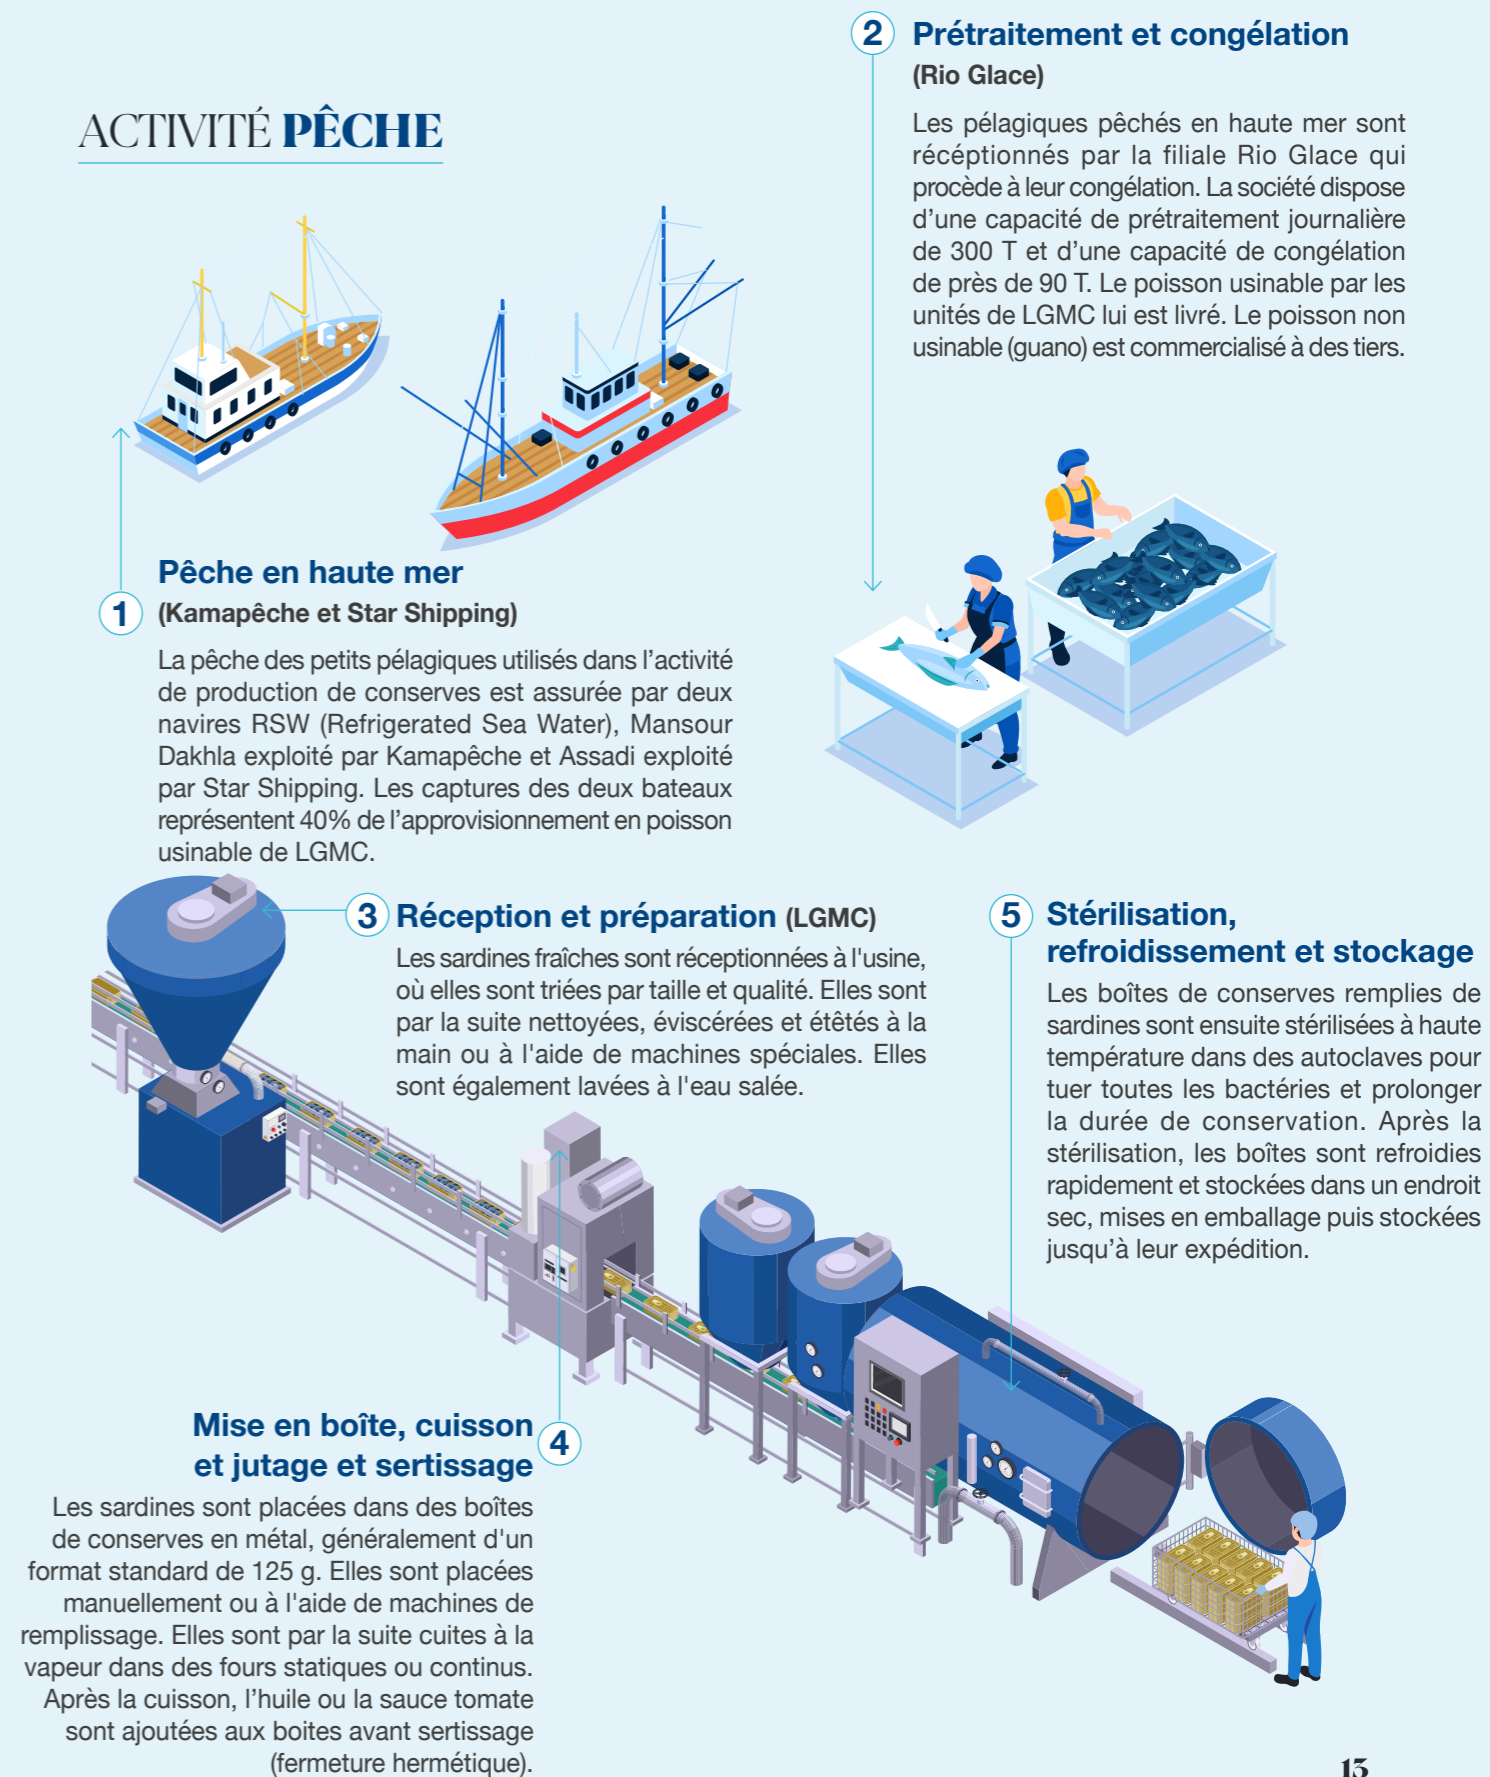 ACTIVITÉ PÊCHE
1
Pêche en haute mer
(Kamapêche et Star Shipping)
La pêche des petits pélagiques utilisés dans l’activité
de production de conserves est assurée par deux
navires RSW (Refrigerated Sea Water), Mansour
Dakhla exploité par Kamapêche et Assadi exploité
par Star Shipping. Les captures des deux bateaux
représentent 40% de l’approvisionnement en poisson
usinable de LGMC.
2
Prétraitement et congélation
(Rio Glace)
Les pélagiques pêchés en haute mer sont
récéptionnés par la filiale Rio Glace qui
procède à leur congélation. La société dispose
d’une capacité de prétraitement journalière
de 300 T et d’une capacité de congélation
de près de 90 T. Le poisson usinable par les
unités de LGMC lui est livré. Le poisson non
usinable (guano) est commercialisé à des tiers.
3
Réception et préparation (LGMC)
Les sardines fraîches sont réceptionnées à l'usine,
où elles sont triées par taille et qualité. Elles sont
par la suite nettoyées, éviscérées et étêtés à la
main ou à l'aide de machines spéciales. Elles
sont également lavées à l'eau salée.
4
Mise en boîte, cuisson
et jutage et sertissage
Les sardines sont placées dans des boîtes
de conserves en métal, généralement d'un
format standard de 125 g. Elles sont placées
manuellement ou à l'aide de machines de
remplissage. Elles sont par la suite cuites à la
vapeur dans des fours statiques ou continus.
Après la cuisson, l’huile ou la sauce tomate
sont ajoutées aux boites avant sertissage
(fermeture hermétique).
5
Stérilisation,
refroidissement et stockage
Les boîtes de conserves remplies de
sardines sont ensuite stérilisées à haute
température dans des autoclaves pour
tuer toutes les bactéries et prolonger
la durée de conservation. Après la
stérilisation, les boîtes sont refroidies
rapidement et stockées dans un endroit
sec, mises en emballage puis stockées
jusqu’à leur expédition.
13